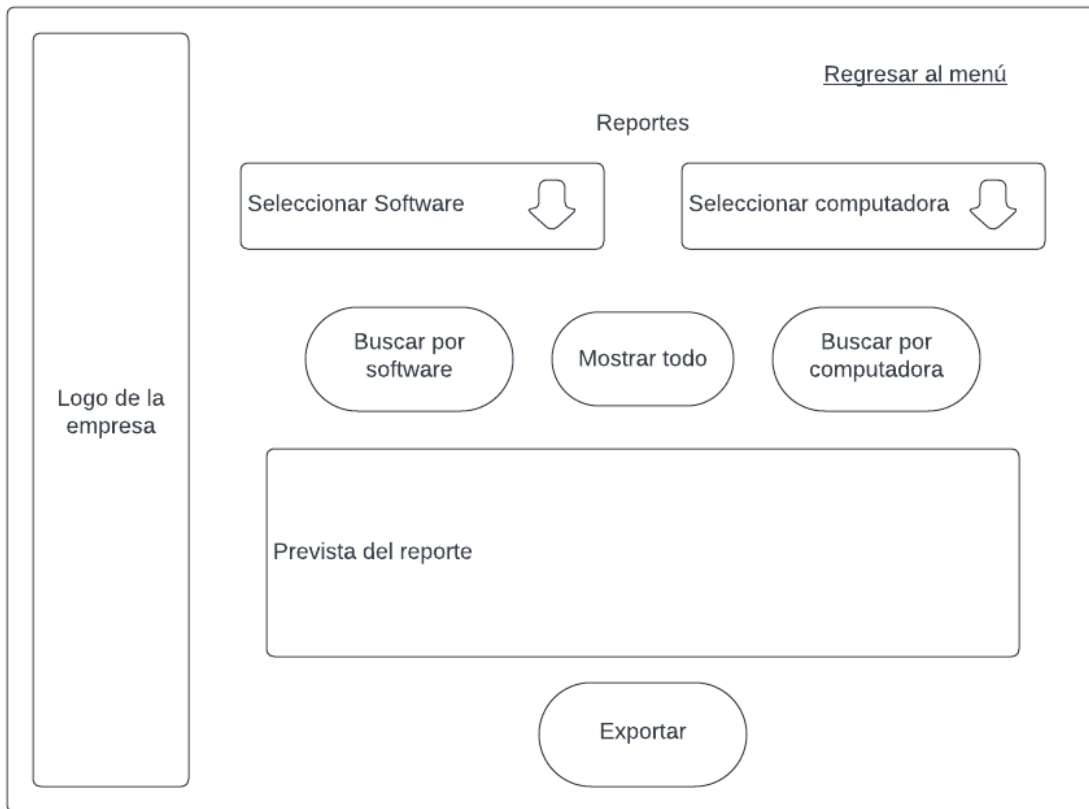 Regresar al menú
Reportes
Seleccionar Software
Seleccionar computadora
Buscar por
software
Mostrar todo
Buscar por
computadora
Logo de la
empresa
Prevista del reporte
Exportar